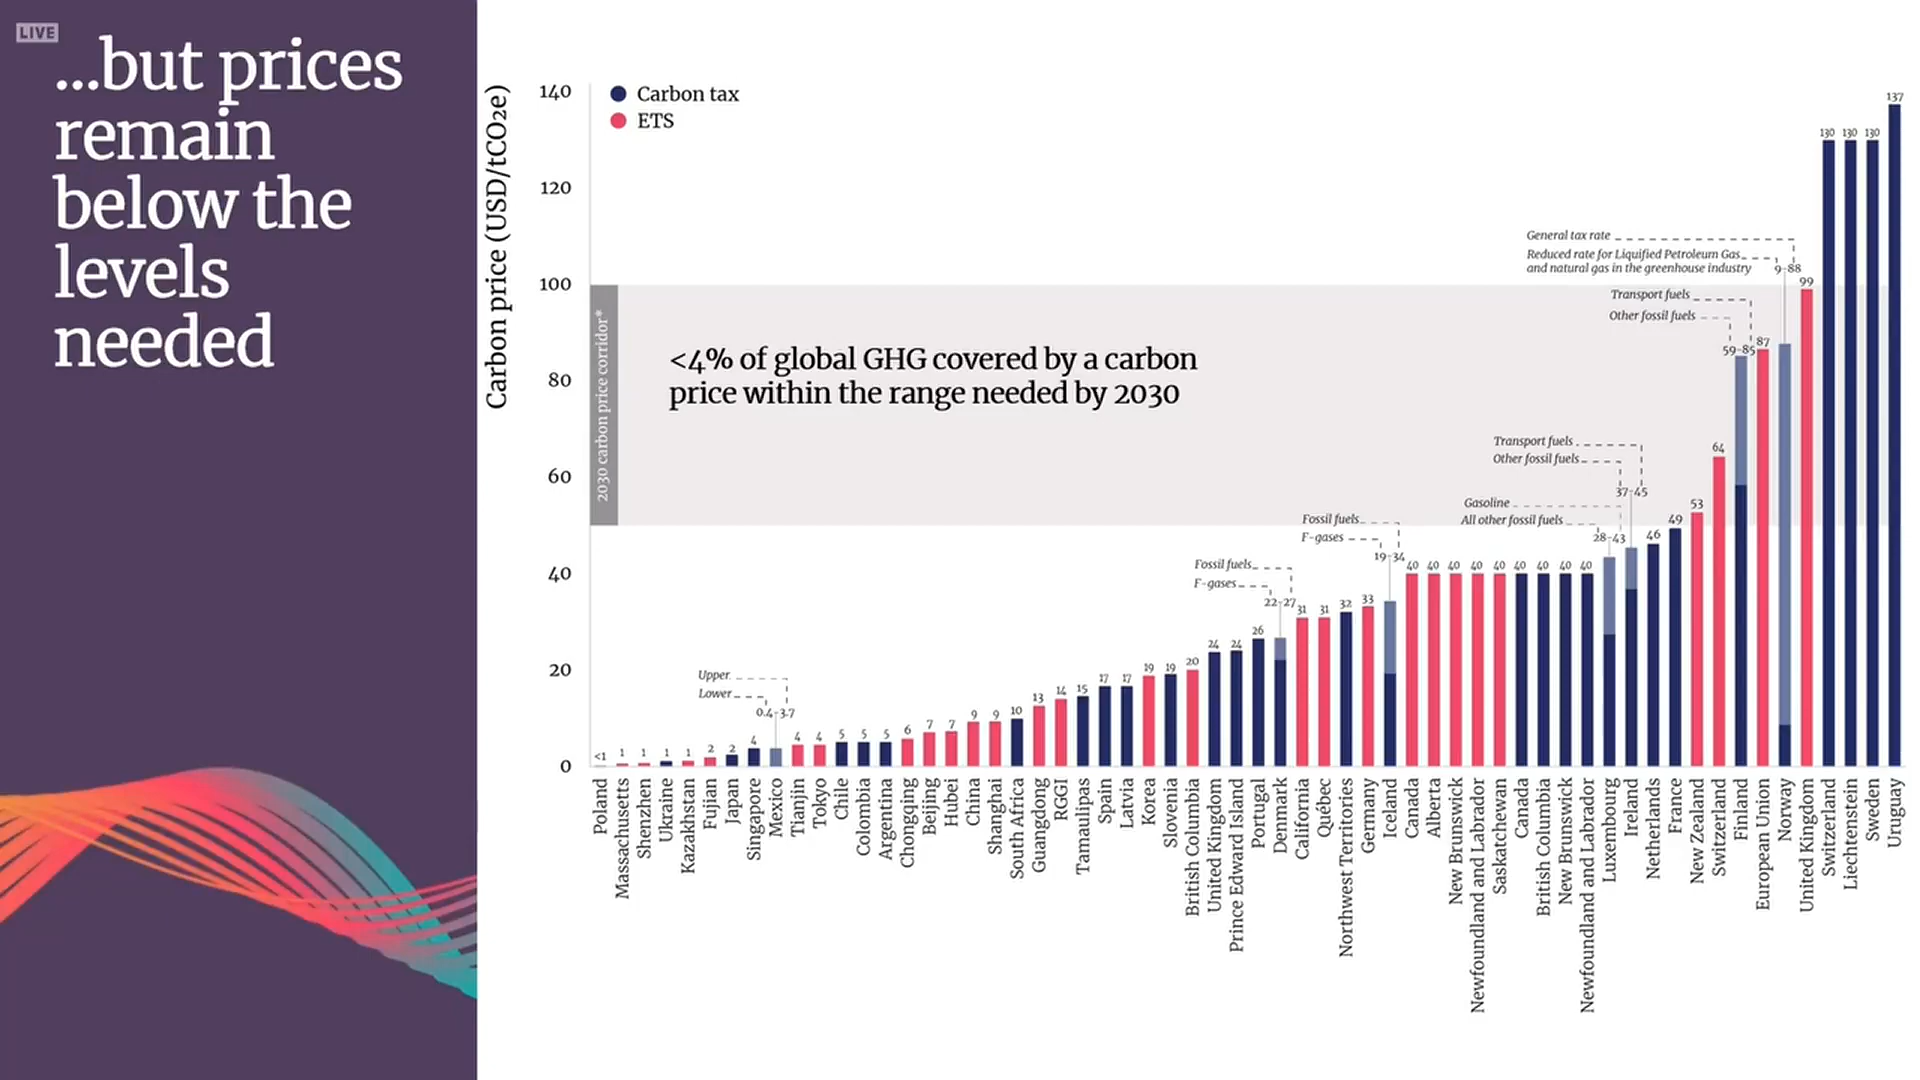 LIVE
...but prices
remain
below the
levels
needed
Carbon price (USD/tCO2e)
140
120
100
80
60
40
20
0
Carbon tax
ETS
2030 carbon price corridor*
<4% of global GHG covered by a carbon
price within the range needed by 2030
Upper
Lower
0.4-3.7
Fossil fuels
F-gases
22-27
Fossil fuels
F-gases
19-34
Gasoline
All other fossil fuels
28-43
Transport fuels
Other fossil fuels
37-45
Transport fuels
Other fossil fuels
59-85
General tax rate
Reduced rate for Liquified Petroleum Gas
and natural gas in the greenhouse industry
9-88
<1
1
1
1
1
2
2
4
4
4
5
5
5
6
7
7
9
9
10
13
14
15
17
17
19
19
20
24
24
26
31
31
32
33
40
40
40
40
40
40
40
40
40
46
49
53
64
87
99
130
130
130
137
Poland
Massachusetts
Shenzhen
Ukraine
Kazakhstan
Fujian
Japan
Singapore
Mexico
Tianjin
Tokyo
Chile
Colombia
Argentina
Chongqing
Beijing
Hubei
China
Shanghai
South Africa
Guangdong
RGGI
Tamaulipas
Spain
Latvia
Korea
Slovenia
British Columbia
United Kingdom
Prince Edward Island
Portugal
Denmark
California
Québec
Northwest Territories
Germany
Iceland
Canada
Alberta
New Brunswick
Newfoundland and Labrador
Saskatchewan
Canada
British Columbia
New Brunswick
Newfoundland and Labrador
Luxembourg
Ireland
Netherlands
France
New Zealand
Switzerland
Finland
European Union
Norway
United Kingdom
Switzerland
Liechtenstein
Sweden
Uruguay